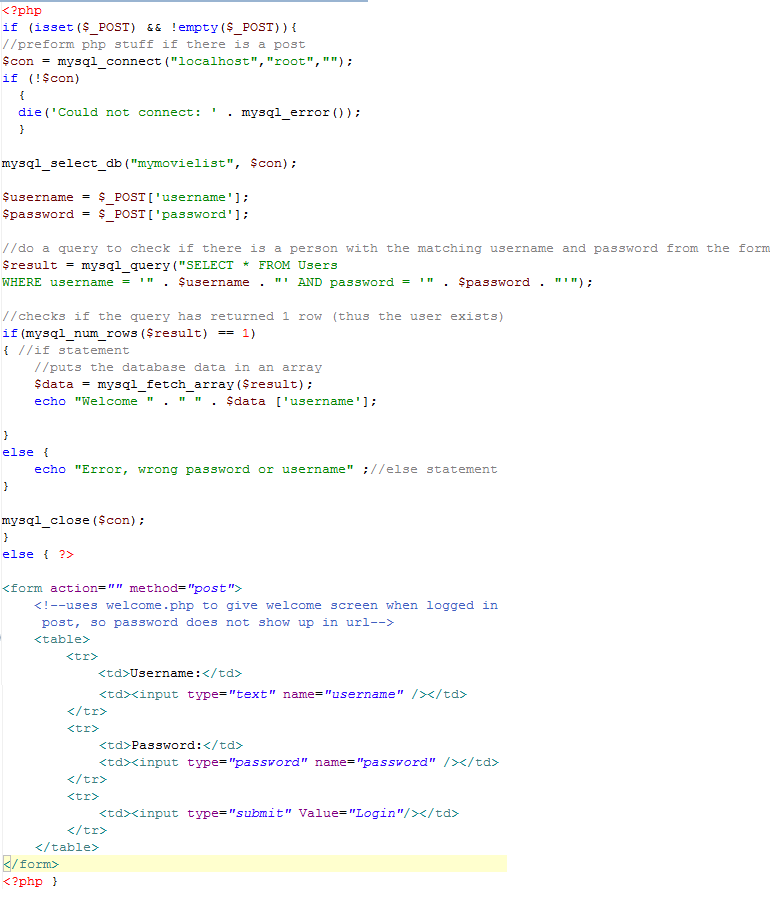 <?php
if (isset($_POST) && !empty($_POST)){
//preform php stuff if there is a post
$con = mysql_connect("localhost","root","");
if (!$con)
  {
  die('Could not connect: ' . mysql_error());
  }

mysql_select_db("mymovielist", $con);

$username = $_POST['username'];
$password = $_POST['password'];

//do a query to check if there is a person with the matching username and password from the form
$result = mysql_query("SELECT * FROM Users
WHERE username = '" . $username . "' AND password = '" . $password . "'");

//checks if the query has returned 1 row (thus the user exists)
if(mysql_num_rows($result) == 1)
{ //if statement
    //puts the database data in an array
    $data = mysql_fetch_array($result);
    echo "Welcome " . " " . $data ['username'];

}
else {
    echo "Error, wrong password or username" ;//else statement
}

mysql_close($con);
}
else { ?>

<form action="" method="post">
    <!--uses welcome.php to give welcome screen when logged in
     post, so password does not show up in url-->
    <table>
        <tr>
            <td>Username:</td>
            <td><input type="text" name="username" /></td>
        </tr>
        <tr>
            <td>Password:</td>
            <td><input type="password" name="password" /></td>
        </tr>
        <tr>
            <td><input type="submit" Value="Login"/></td>
        </tr>
    </table>
</form>
<?php }